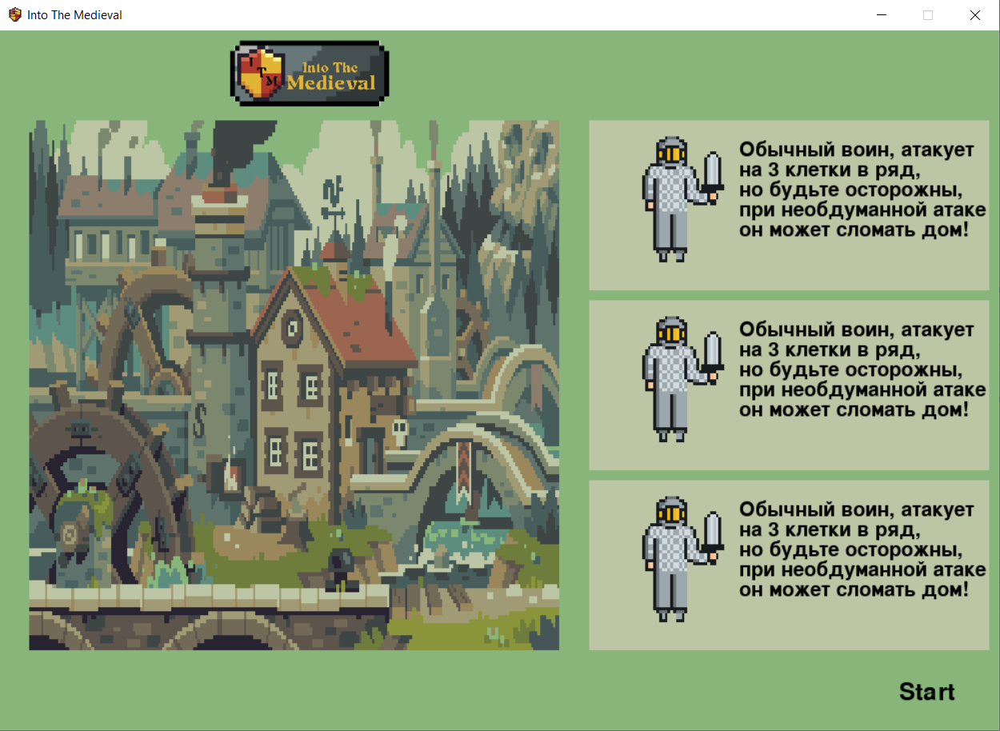 Into The Medieval
I
T
M
Into The
Medieval
Обычный воин, атакует
на 3 клетки в ряд,
но будьте осторожны,
при необдуманной атаке
он может сломать дом!
Обычный воин, атакует
на 3 клетки в ряд,
но будьте осторожны,
при необдуманной атаке
он может сломать дом!
Обычный воин, атакует
на 3 клетки в ряд,
но будьте осторожны,
при необдуманной атаке
он может сломать дом!
Start